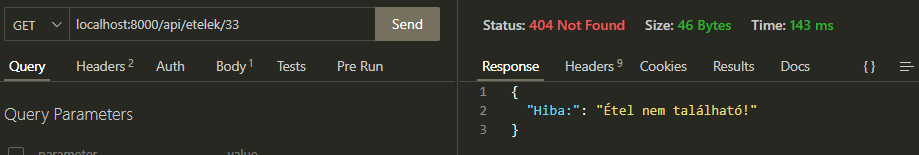 GET localhost:8000/api/etelek/33 Send
Query Headers 2 Auth Body 1 Tests Pre Run
Query Parameters
parameter value
Status: 404 Not Found Size: 46 Bytes Time: 143 ms
Response Headers 9 Cookies Results Docs {}
1 {
2 "Hiba:": "Étel nem található!"
3 }